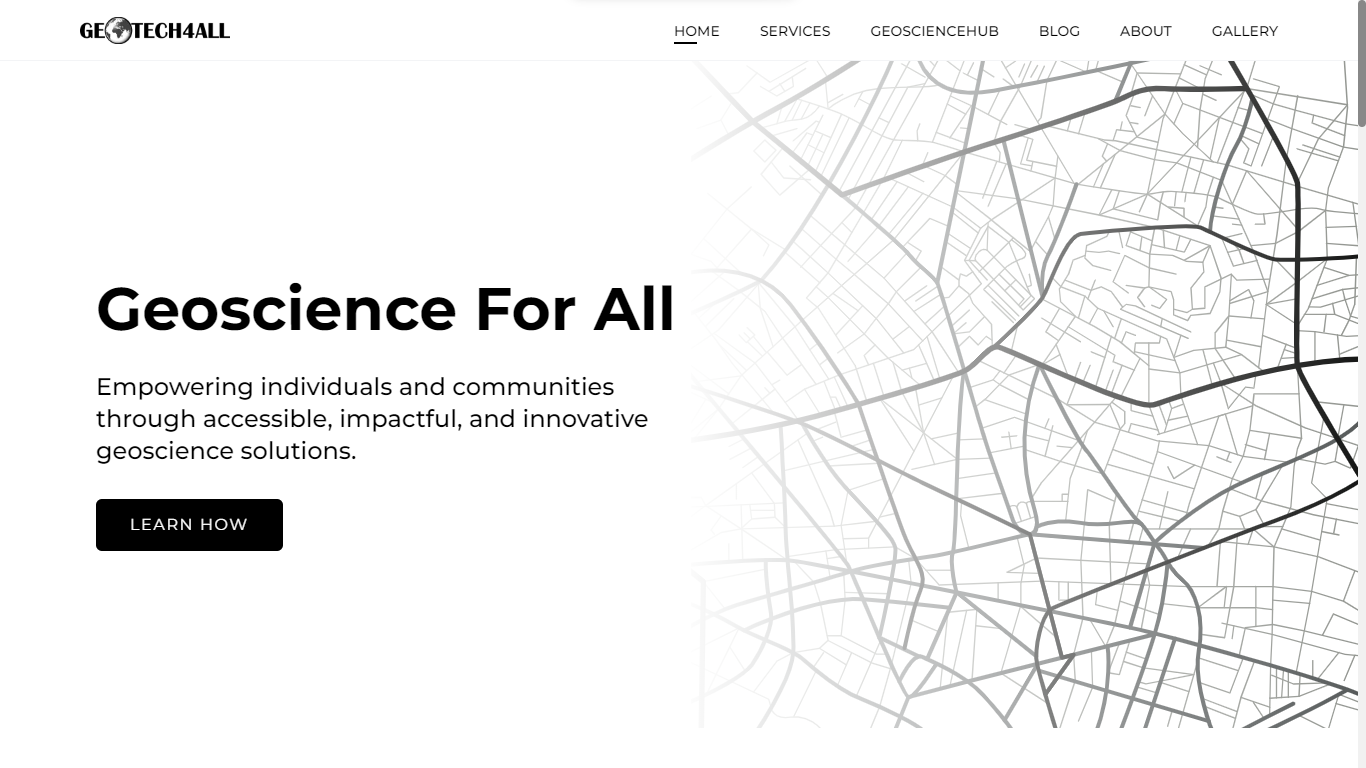 GEOTECH4ALL
HOME SERVICES GEOSCIENCEHUB BLOG ABOUT GALLERY
Geoscience For All
Empowering individuals and communities
through accessible, impactful, and innovative
geoscience solutions.
LEARN HOW